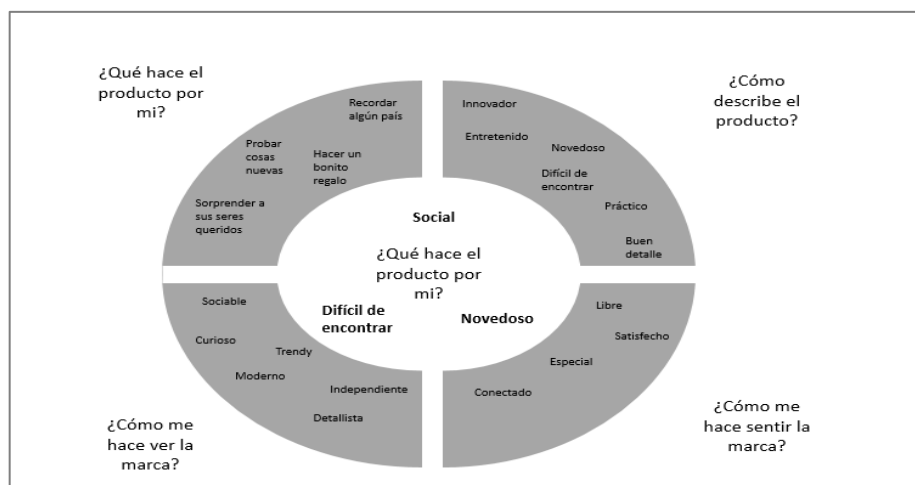 ¿Qué hace el
producto por
mi?
Recordar
algún país
Probar
cosas
nuevas
Hacer un
bonito
regalo
Sorprender a
sus seres
queridos
¿Cómo
describe el
producto?
Innovador
Entretenido
Novedoso
Difícil de
encontrar
Práctico
Buen
detalle
Social
¿Qué hace el
producto por
mi?
Difícil de
encontrar
Novedoso
Sociable
Curioso
Trendy
Moderno
Independiente
Detallista
¿Cómo me
hace ver la
marca?
Libre
Satisfecho
Especial
Conectado
¿Cómo me
hace sentir la
marca?